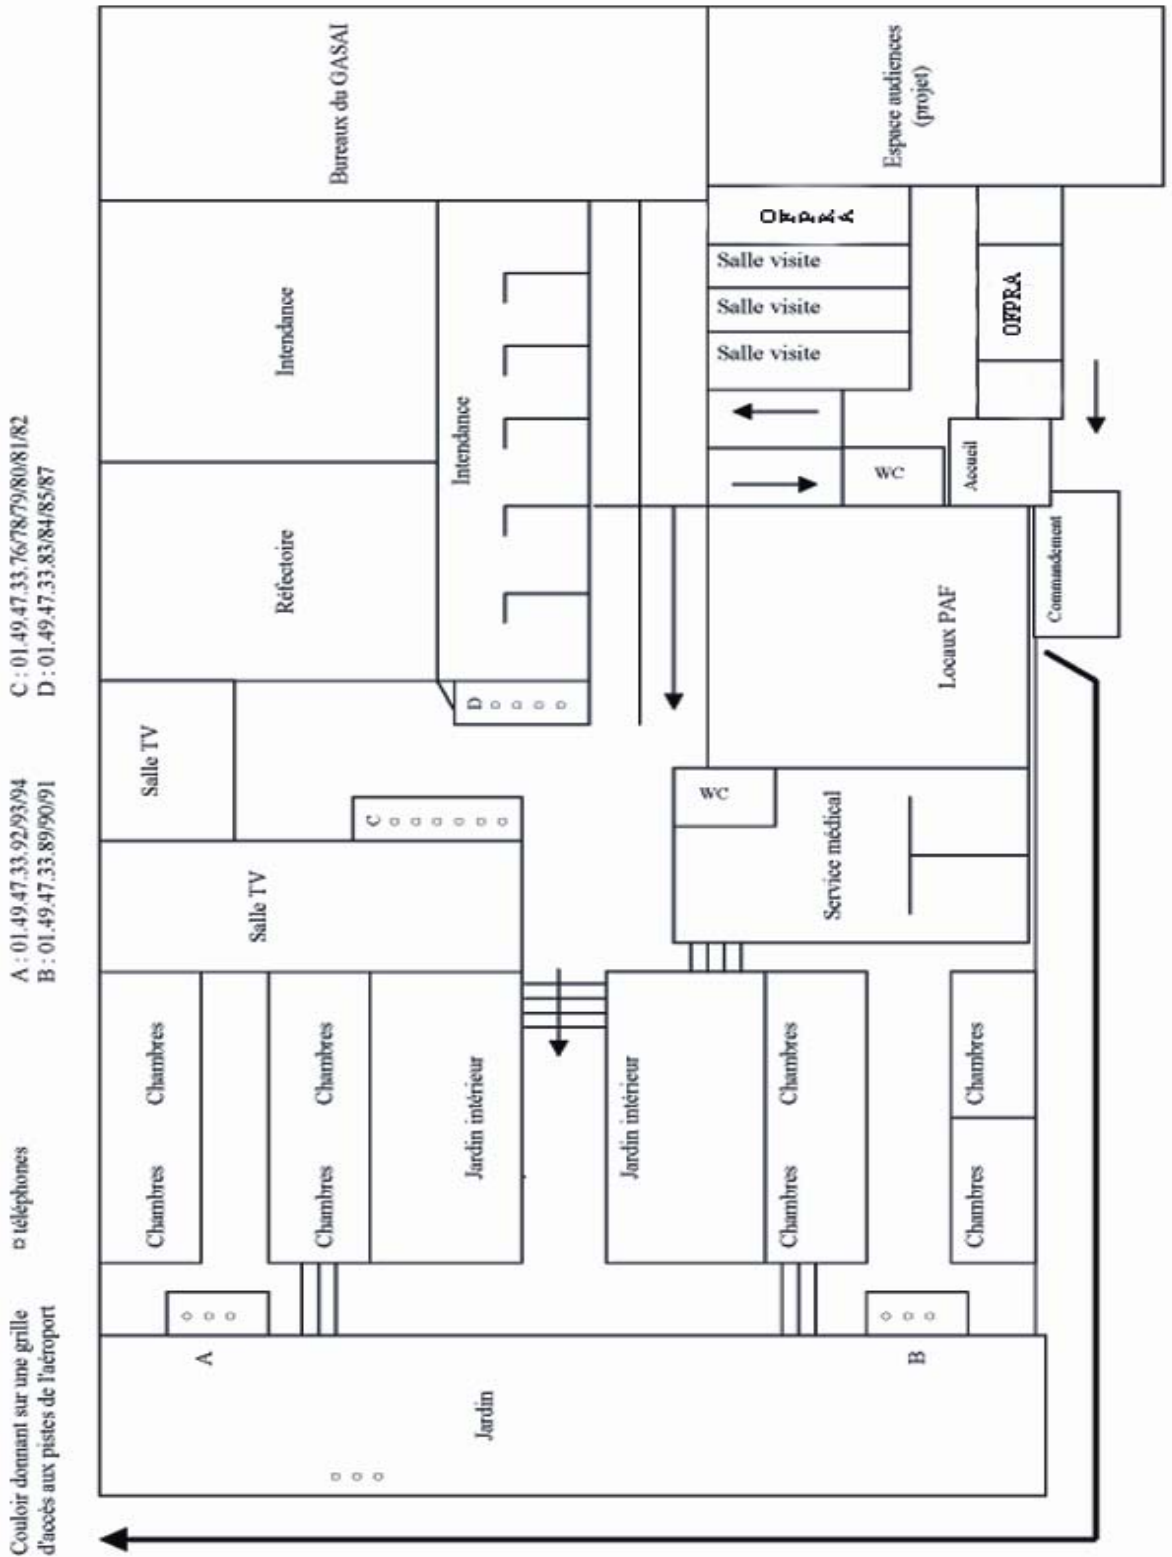 Couloir donnant sur une grille
d'accès aux pistes de l'aéroport
¤ téléphones
A : 01.49.47.33.92/93/94
B : 01.49.47.33.89/90/91
C : 01.49.47.33.76/78/79/80/81/82
D : 01.49.47.33.83/84/85/87
Chambres
Chambres
Salle TV
Réfectoire
Intendance
Bureaux du GASAI
A
Chambres
Chambres
Salle TV
C
Jardin
Jardin intérieur
D
Intendance
Jardin intérieur
WC
Salle visite
Salle visite
Salle visite
OFPRA
Chambres
Chambres
Service médical
WC
Espace audiences
(projet)
B
Chambres
Chambres
Locaux PAF
Accueil
OFPRA
Commandement